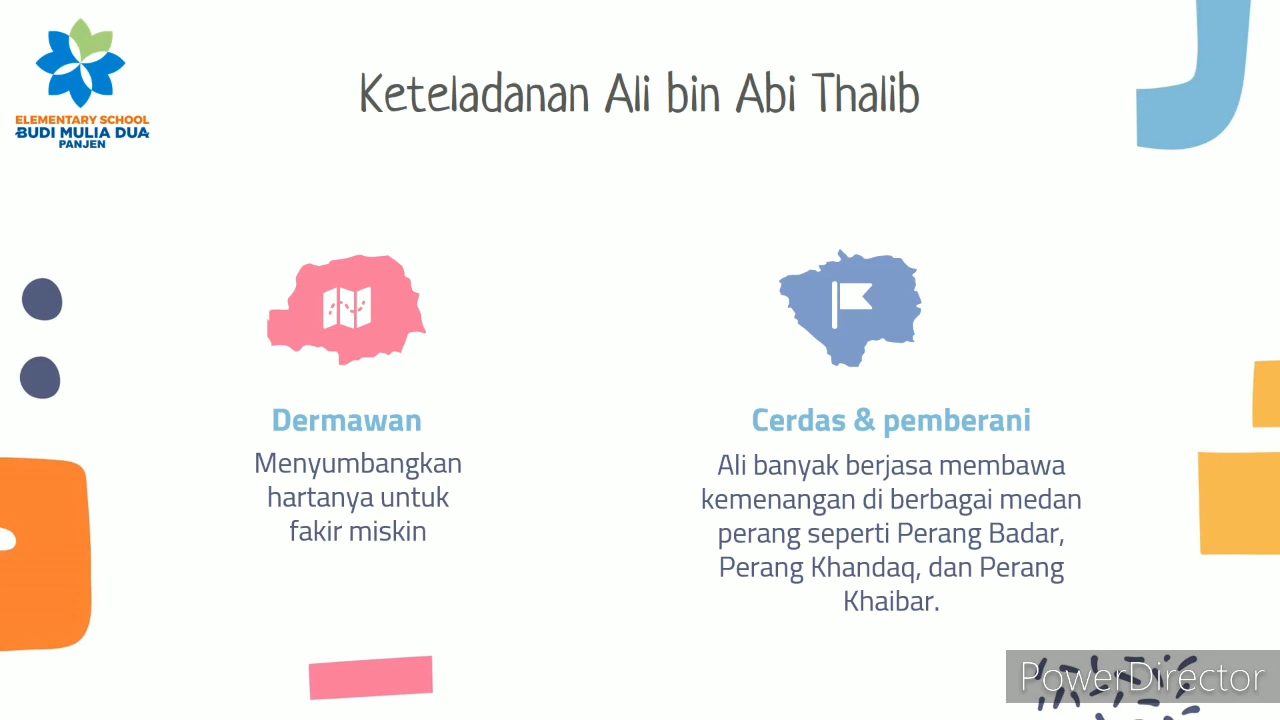 ELEMENTARY SCHOOL
BUDI MULIA DUA
PANJEN
Keteladanan Ali bin Abi Thalib
Dermawan
Menyumbangkan
hartanya untuk
fakir miskin
Cerdas & pemberani
Ali banyak berjasa membawa
kemenangan di berbagai medan
perang seperti Perang Badar,
Perang Khandaq, dan Perang
Khaibar.
PowerDirector